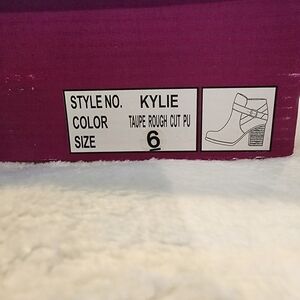 STYLE NO. KYLIE
COLOR TAUPE ROUGH CUT PU
SIZE 6